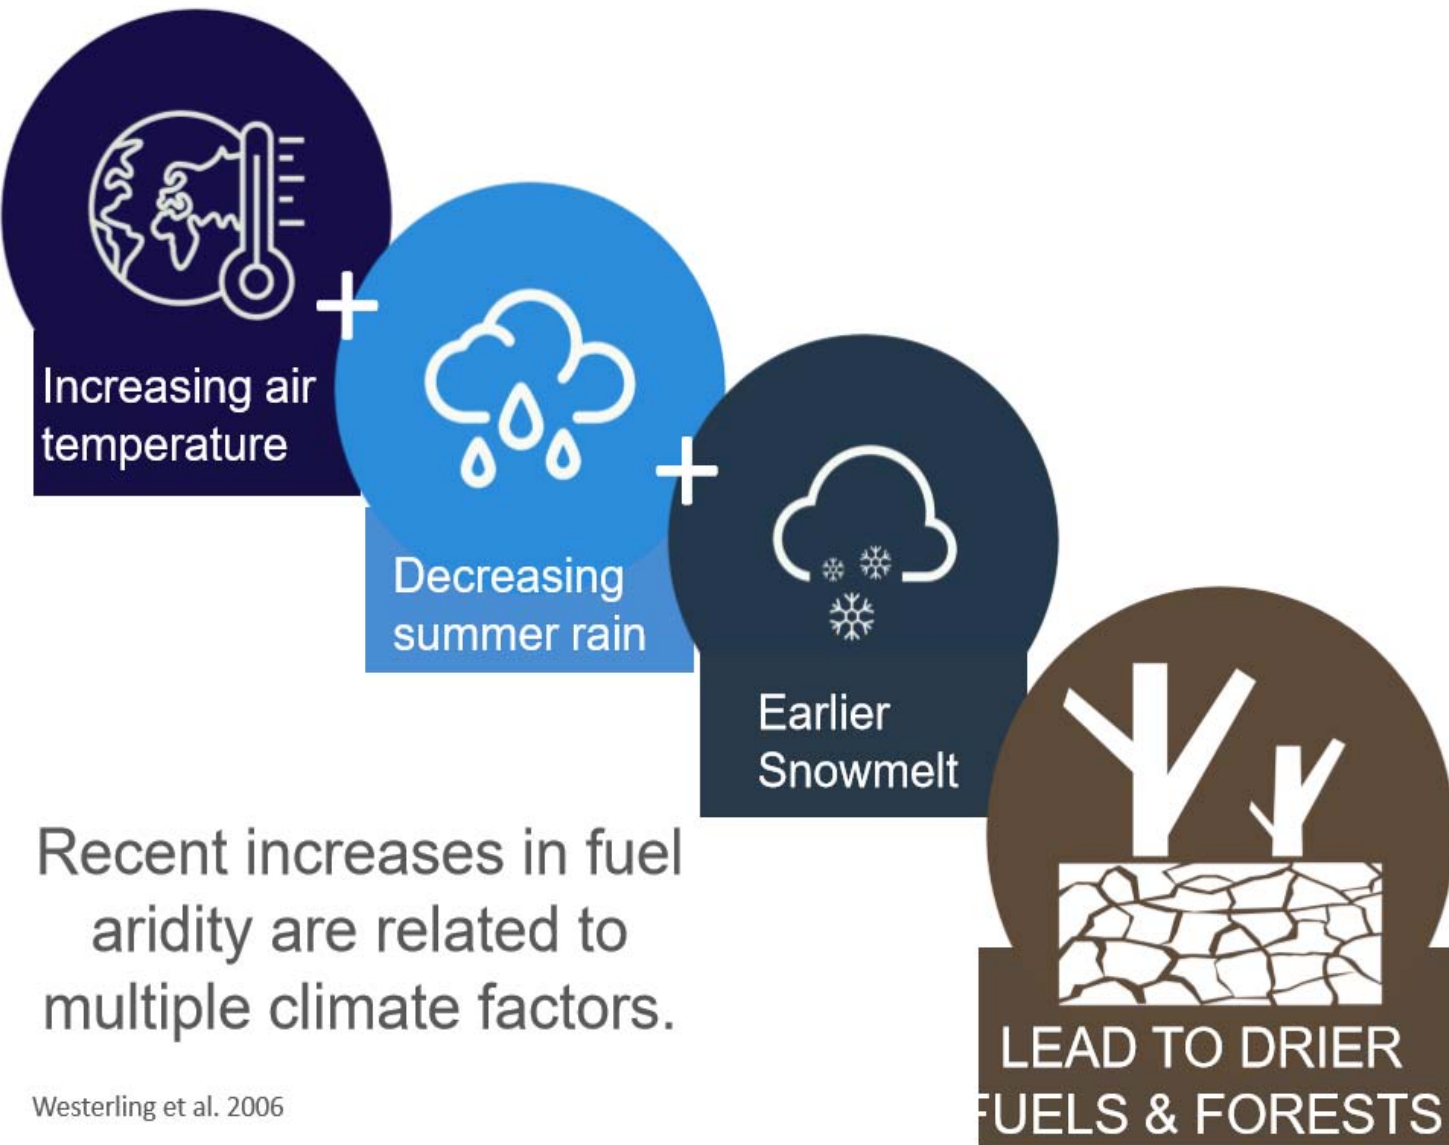 Increasing air
temperature
+
Decreasing
summer rain
+
Earlier
Snowmelt
LEAD TO DRIER
FUELS & FORESTS
Recent increases in fuel
aridity are related to
multiple climate factors.
Westerling et al. 2006